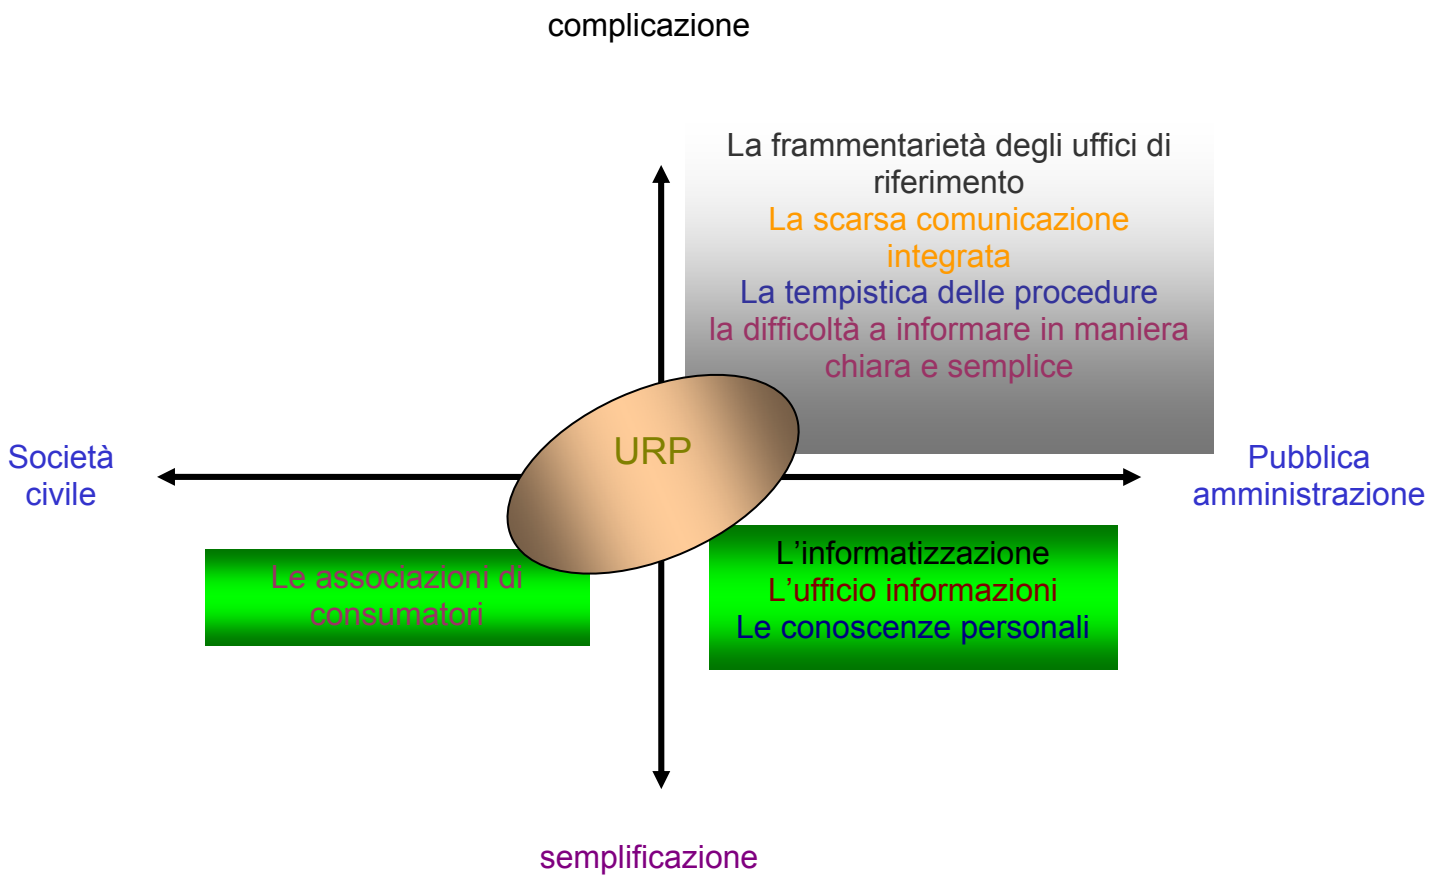 complicazione
La frammentarietà degli uffici di
riferimento
La scarsa comunicazione
integrata
La tempistica delle procedure
la difficoltà a informare in maniera
chiara e semplice
URP
Società
civile
Pubblica
amministrazione
Le associazioni di
consumatori
L'informatizzazione
L'ufficio informazioni
Le conoscenze personali
semplificazione